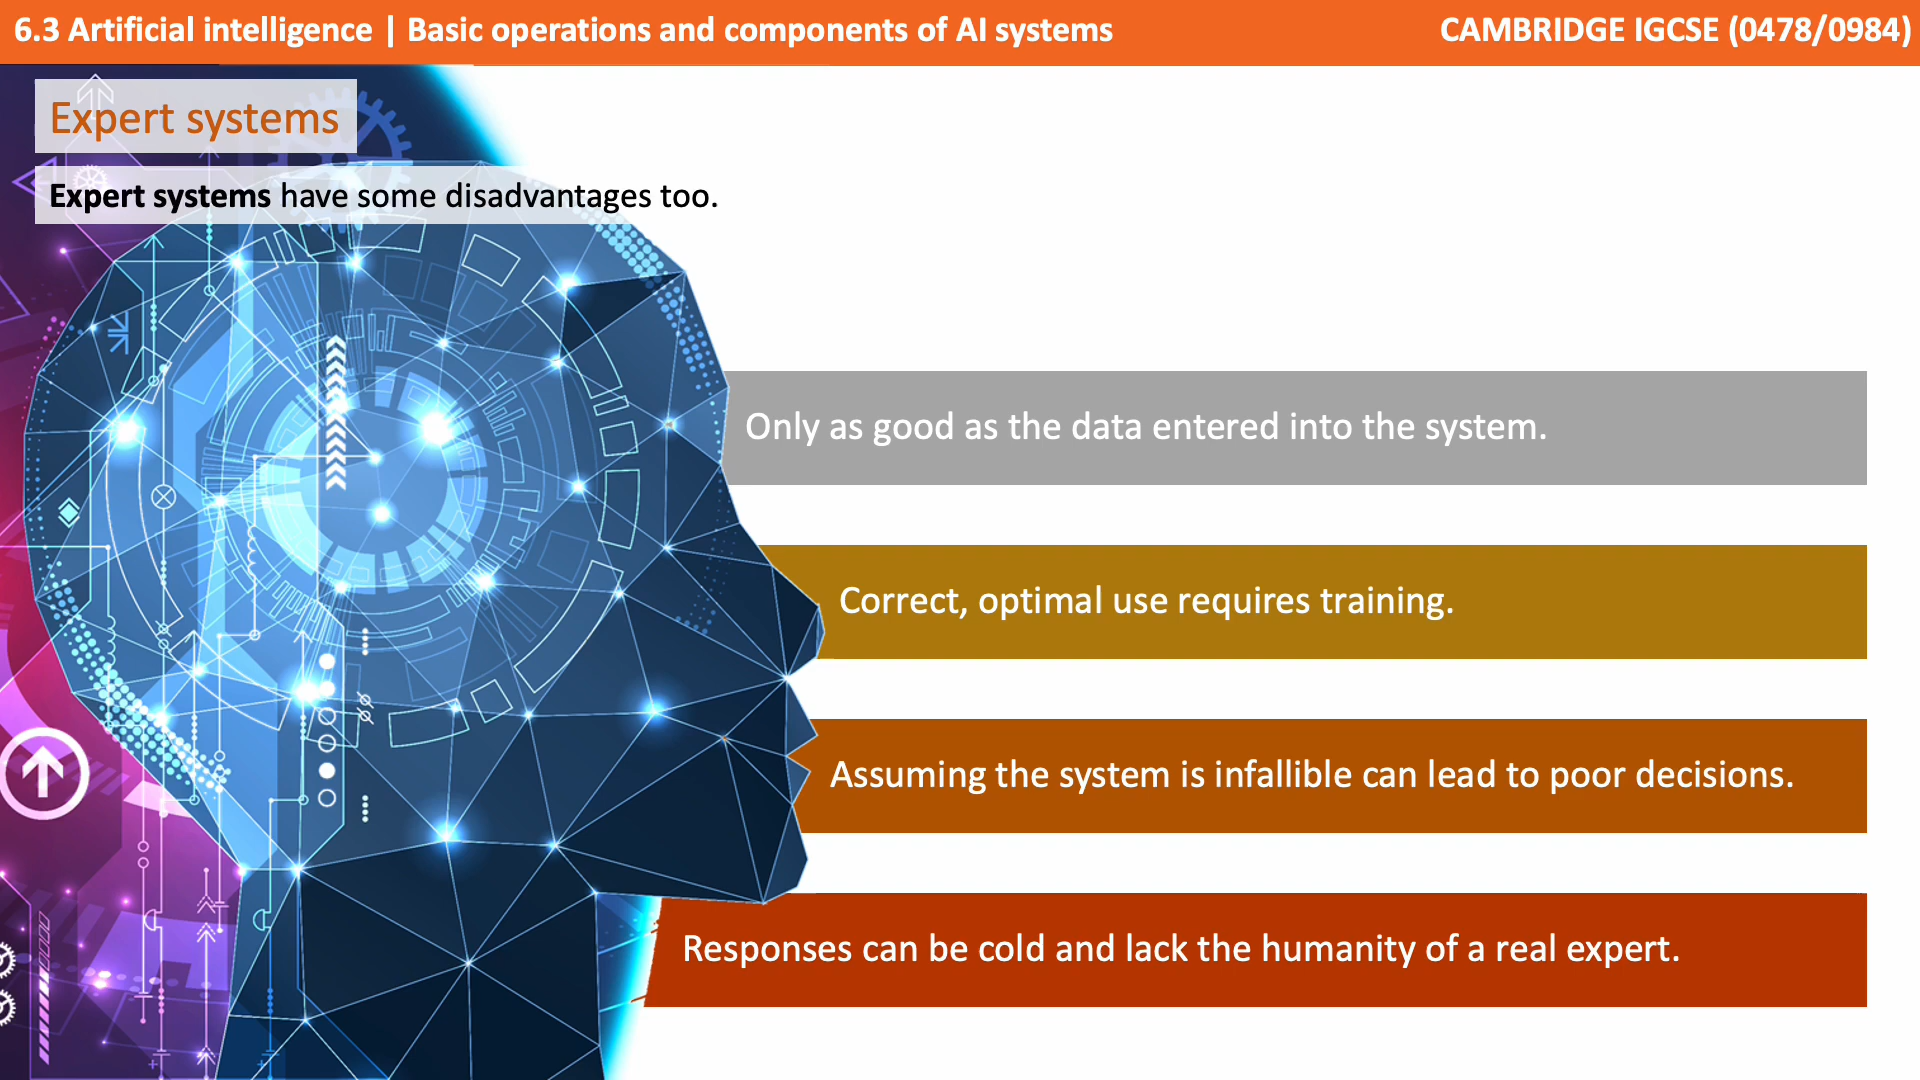 6.3 Artificial intelligence | Basic operations and components of AI systems
CAMBRIDGE IGCSE (0478/0984)
Expert systems
Expert systems have some disadvantages too.
Only as good as the data entered into the system.
Correct, optimal use requires training.
Assuming the system is infallible can lead to poor decisions.
Responses can be cold and lack the humanity of a real expert.